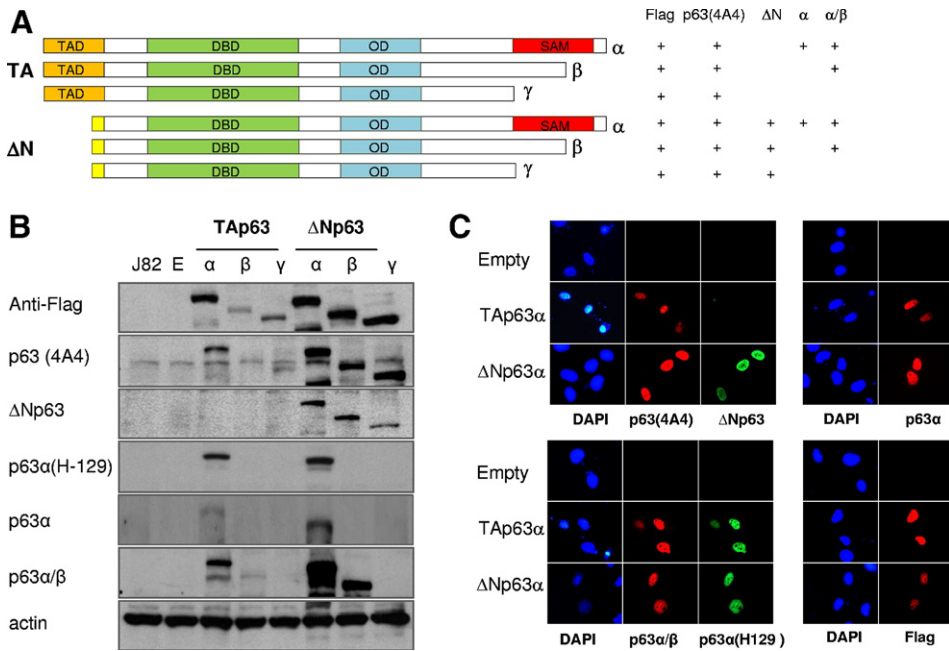 A
Flag p63(4A4) ΔN α α/β
TAD DBD OD SAM α
+ + + +
TA TAD DBD OD β
+ + +
TAD DBD OD γ
+ +
DBD OD SAM α
+ + + + +
ΔN DBD OD β
+ + + +
DBD OD γ
+ + +
B
TAp63 ΔNp63
J82 E α β γ α β γ
Anti-Flag
p63 (4A4)
ΔNp63
p63α(H-129)
p63α
p63α/β
actin
C
Empty
TAp63α
ΔNp63α
DAPI p63(4A4) ΔNp63 DAPI p63α
Empty
TAp63α
ΔNp63α
DAPI p63α/β p63α(H129 ) DAPI Flag